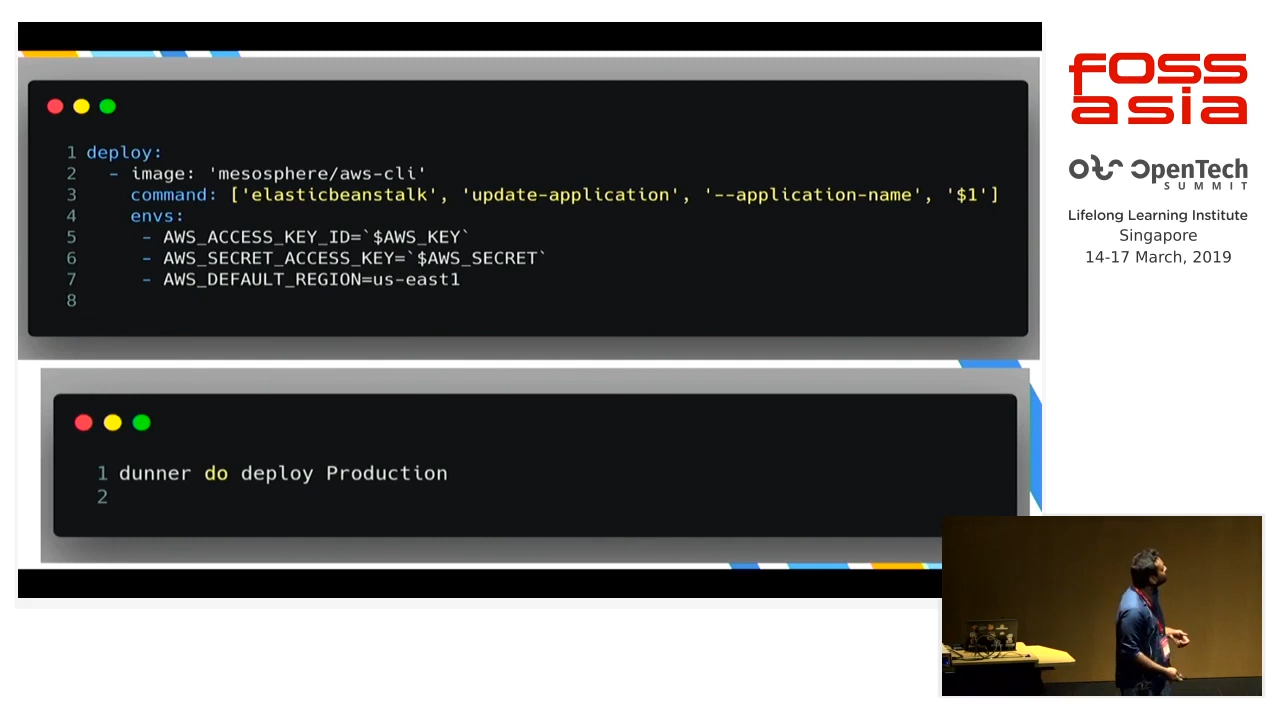 1 deploy:
2 - image: 'mesosphere/aws-cli'
3 command: ['elasticbeanstalk', 'update-application', '--application-name', '$1']
4 envs:
5 - AWS_ACCESS_KEY_ID=`$AWS_KEY`
6 - AWS_SECRET_ACCESS_KEY=`$AWS_SECRET`
7 - AWS_DEFAULT_REGION=us-east1
8
1 dunner do deploy Production
2
fOSS
asia
OpenTech
SUMMIT
Lifelong Learning Institute
Singapore
14-17 March, 2019